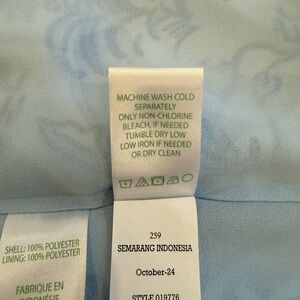 MACHINE WASH COLD
SEPARATELY
ONLY NON-CHLORINE
BLEACH, IF NEEDED
TUMBLE DRY LOW
LOW IRON IF NEEDED
OR DRY CLEAN
259
SEMARANG INDONESIA
October-24
STYLE 019776
SHELL: 100% POLYESTER
LINING: 100% POLYESTER
FABRIQUE EN
INDONÉSIE